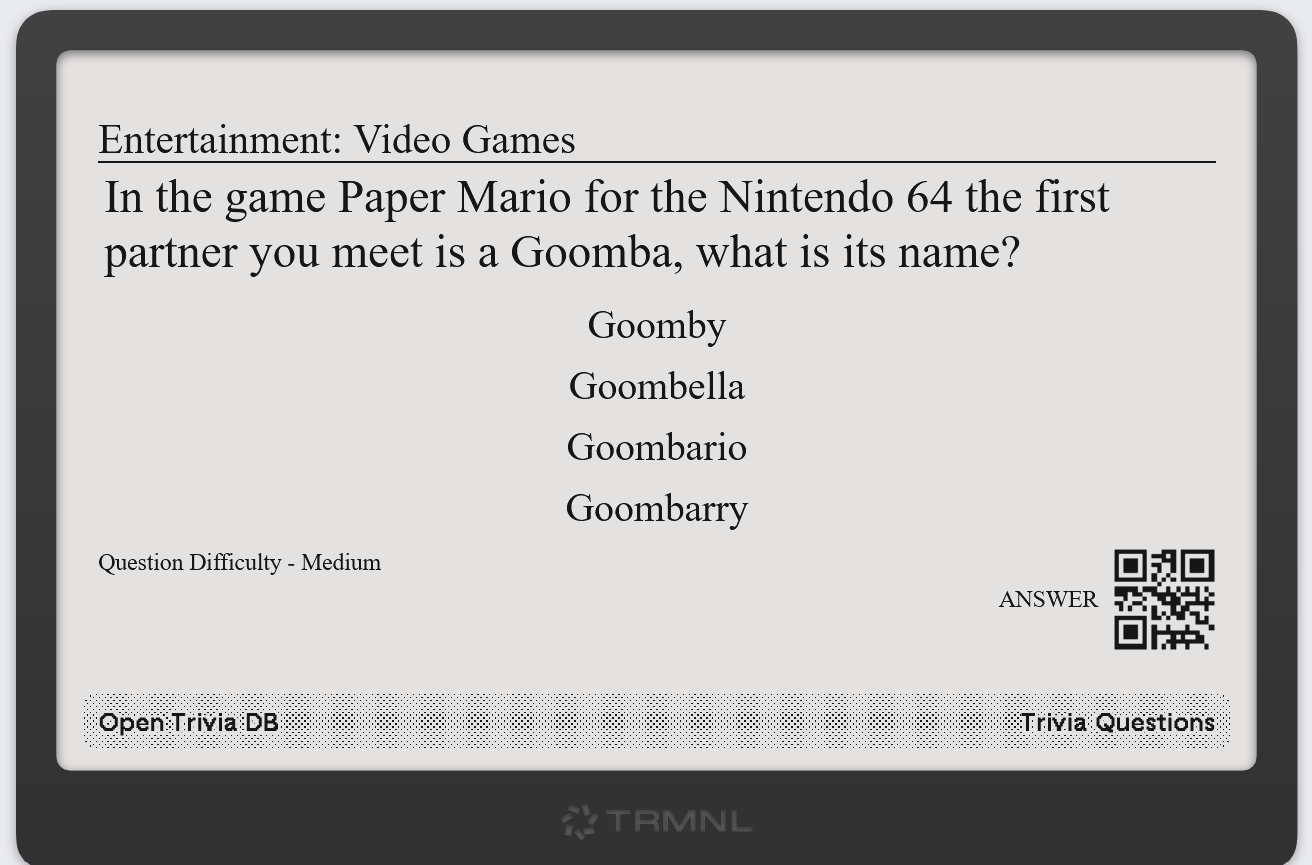 Entertainment: Video Games
In the game Paper Mario for the Nintendo 64 the first
partner you meet is a Goomba, what is its name?
Goomby
Goombella
Goombario
Goombarry
Question Difficulty - Medium
ANSWER
Open Trivia DB
Trivia Questions
TRMNL